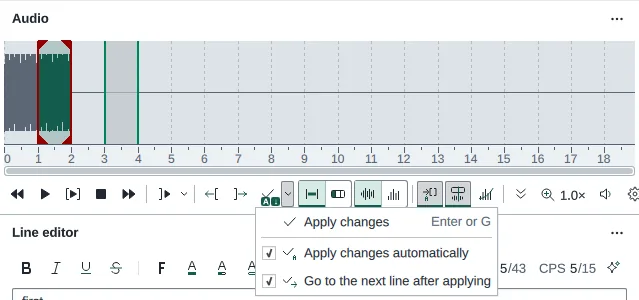 Audio
0 1 2 3 4 5 6 7 8 9 10 11 12 13 14 15 16 17 18
1.0×
Apply changes Enter or G
Line editor
Apply changes automatically
B I U S F A A 5/43 CPS 5/15
Go to the next line after applying
first